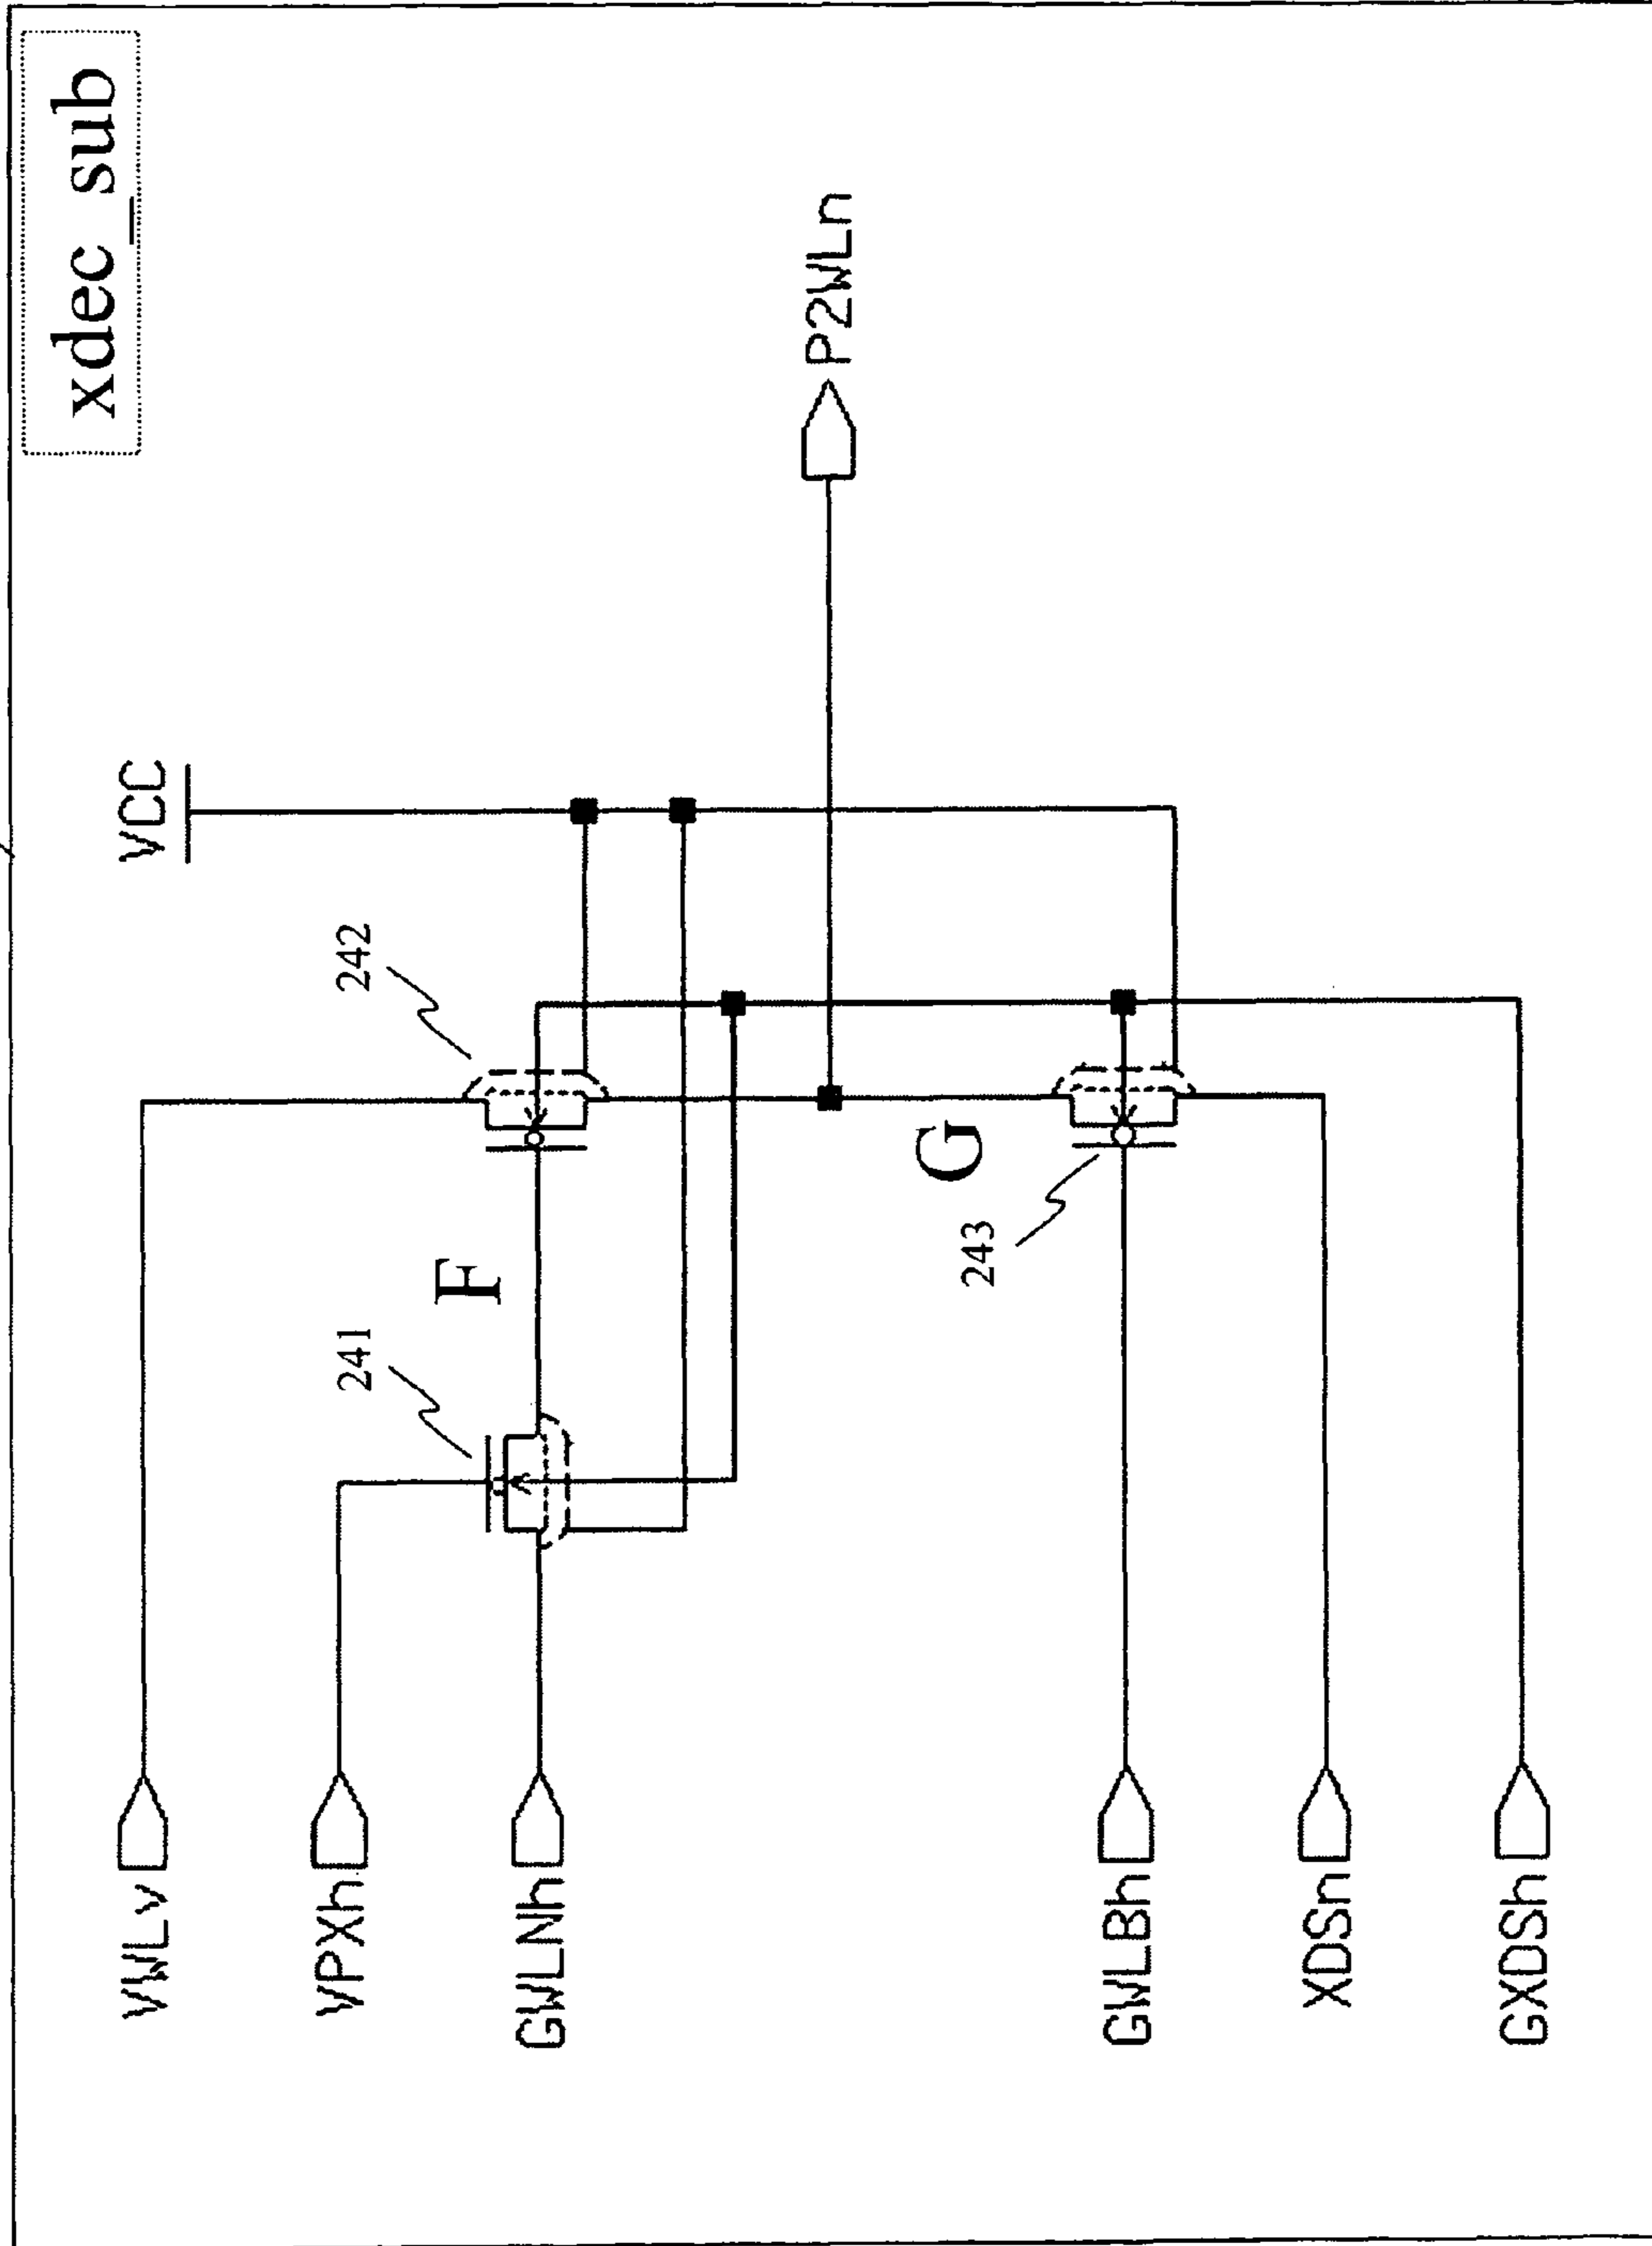 xdec_sub
VCC
242
241
F
P2WLn
G
243
VWLv
VPXh
GWLNh
GWLBh
XDSn
GXDSh